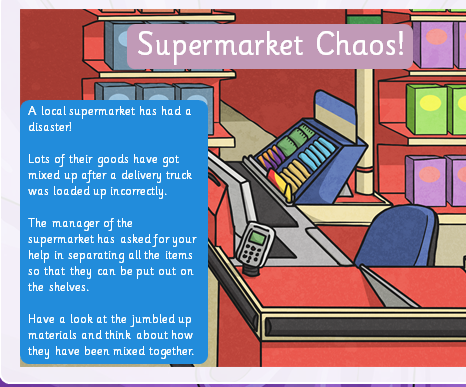 Supermarket Chaos!
A local supermarket has had a
disaster!
Lots of their goods have got
mixed up after a delivery truck
was loaded up incorrectly.
The manager of the
supermarket has asked for your
help in separating all the items
so that they can be put out on
the shelves.
Have a look at the jumbled up
materials and think about how
they have been mixed together.